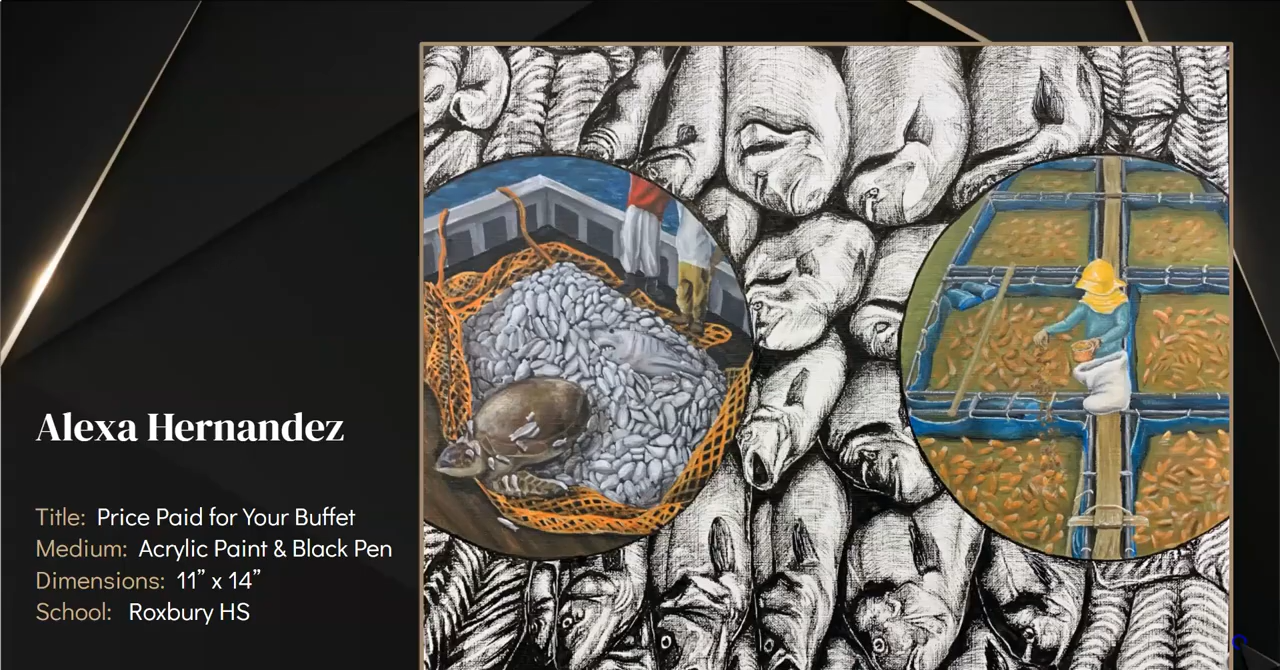 Alexa Hernandez
Title: Price Paid for Your Buffet
Medium: Acrylic Paint & Black Pen
Dimensions: 11” x 14”
School: Roxbury HS